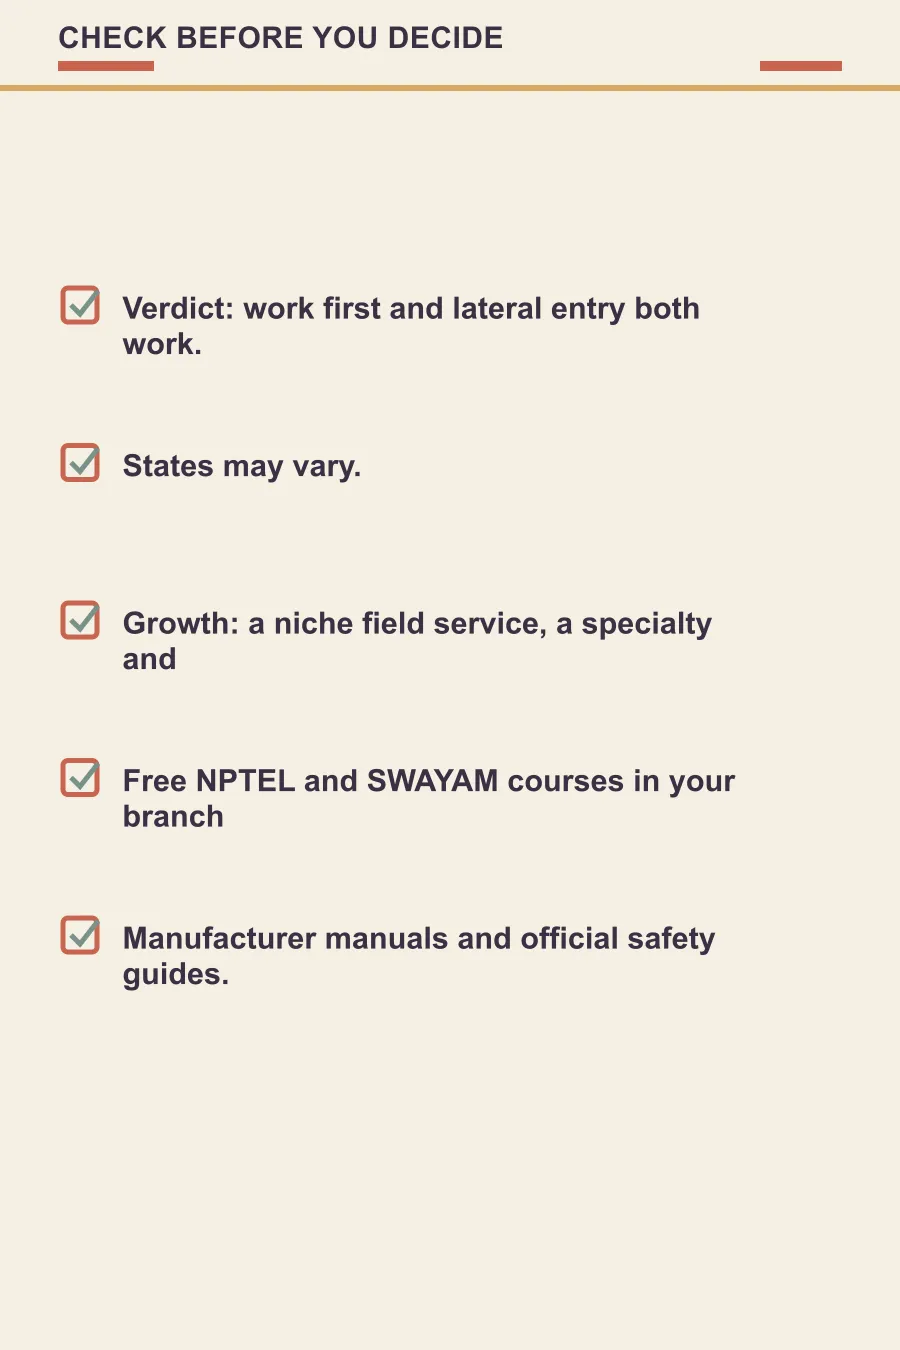 CHECK BEFORE YOU DECIDE
Verdict: work first and lateral entry both
work.
States may vary.
Growth: a niche field service, a specialty
and
Free NPTEL and SWAYAM courses in your
branch
Manufacturer manuals and official safety
guides.